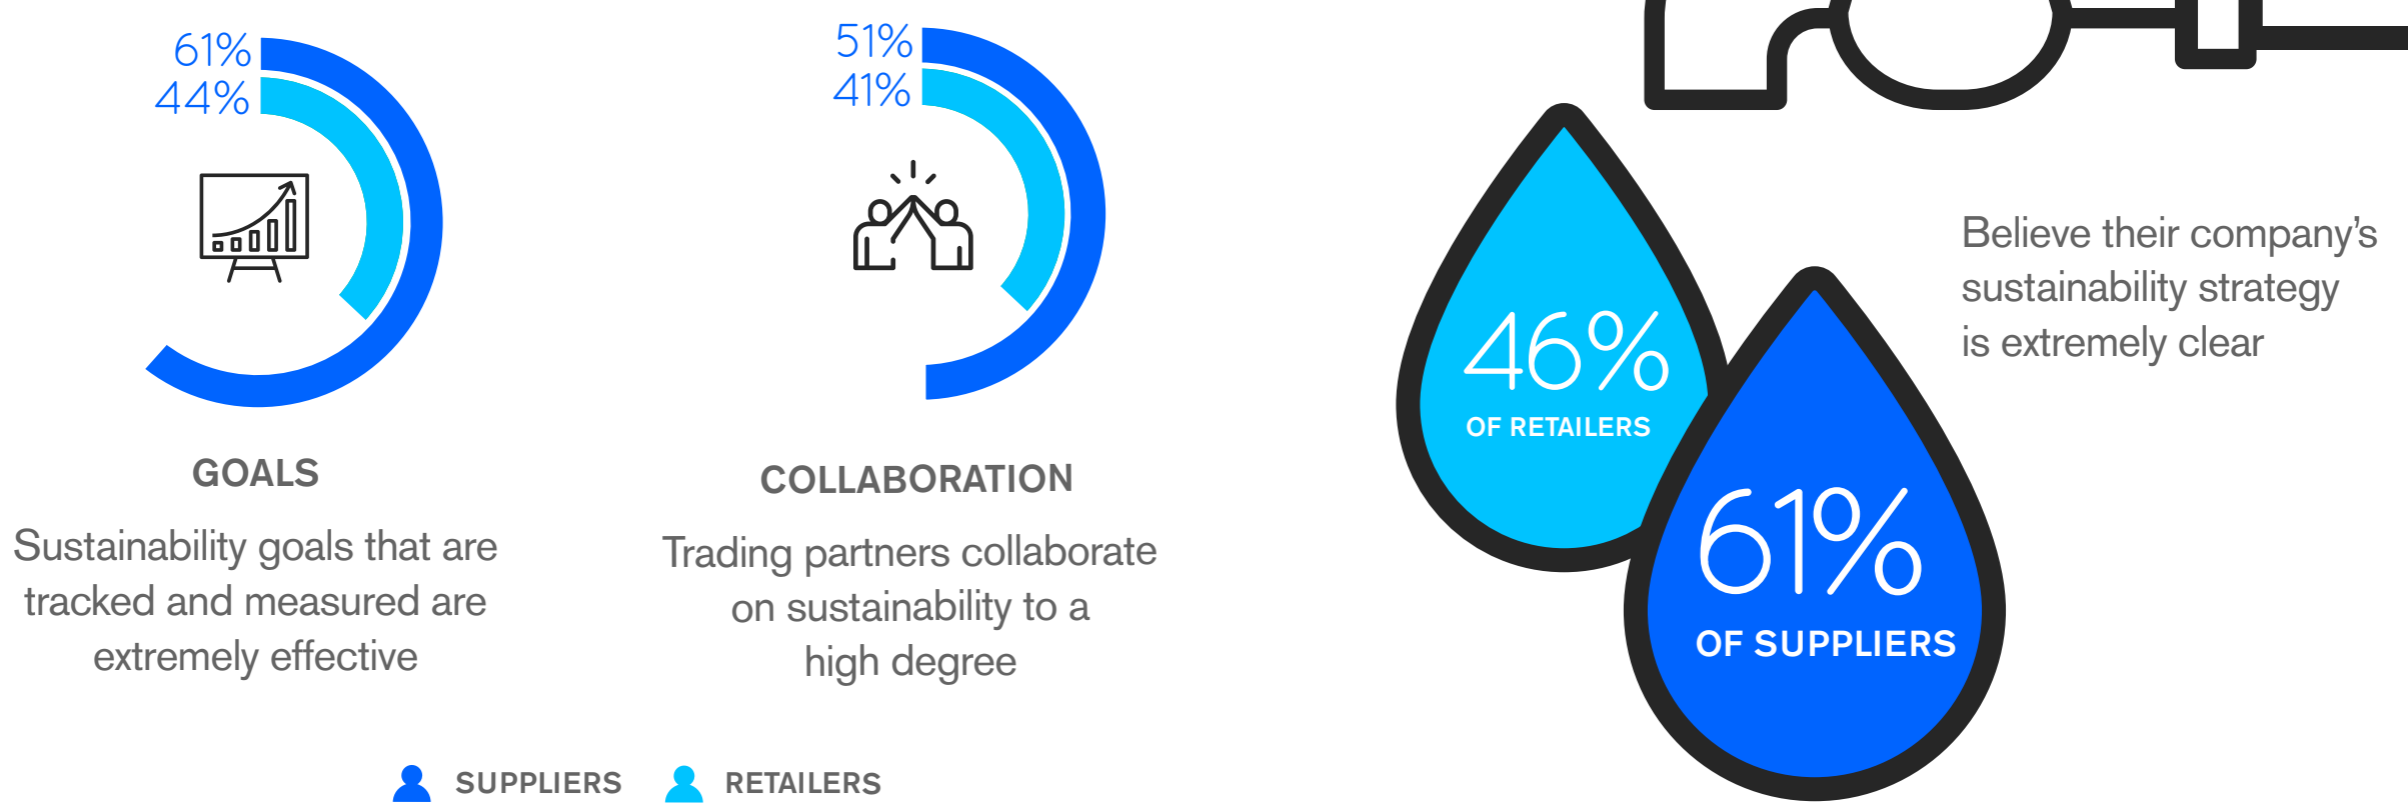 61%
44%
GOALS
Sustainability goals that are
tracked and measured are
extremely effective
51%
41%
COLLABORATION
Trading partners collaborate
on sustainability to a
high degree
SUPPLIERS
RETAILERS
46%
OF RETAILERS
61%
OF SUPPLIERS
Believe their company’s
sustainability strategy
is extremely clear